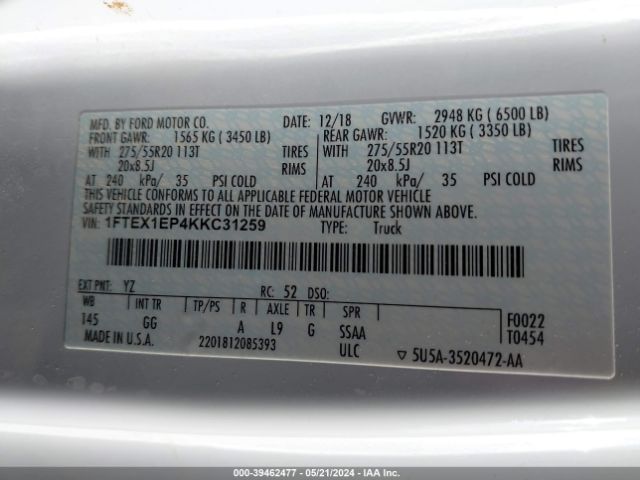 MFD. BY FORD MOTOR CO. DATE: 12/18 GVWR: 2948 KG ( 6500 LB)
FRONT GAWR: 1565 KG ( 3450 LB) REAR GAWR: 1520 KG ( 3350 LB)
WITH 275/55R20 113T TIRES WITH 275/55R20 113T TIRES
20x8.5J RIMS 20x8.5J RIMS
AT 240 kPa/ 35 PSI COLD AT 240 kPa/ 35 PSI COLD
THIS VEHICLE CONFORMS TO ALL APPLICABLE FEDERAL MOTOR VEHICLE
SAFETY STANDARDS IN EFFECT ON THE DATE OF MANUFACTURE SHOWN ABOVE.
VIN: 1FTEX1EP4KKC31259 TYPE: Truck
EXT PNT: YZ RC: 52 DSO:
WB INT TR TP/PS R AXLE TR SPR F0022
145 GG A L9 G SSAA T0454
MADE IN U.S.A. 2201812085393 ULC ▽ 5U5A-3520472-AA
000-39462477 - 05/21/2024 - IAAI.COM